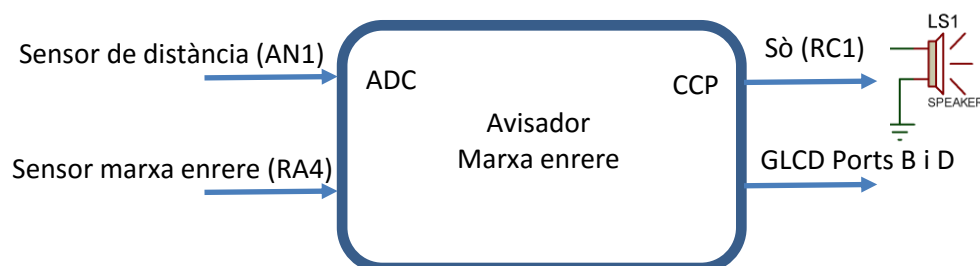 Sensor de distància (AN1)
ADC
Sensor marxa enrere (RA4)
Avisador
Marxa enrere
CCP
Sò (RC1)
LS1
SPEAKER
GLCD Ports B i D